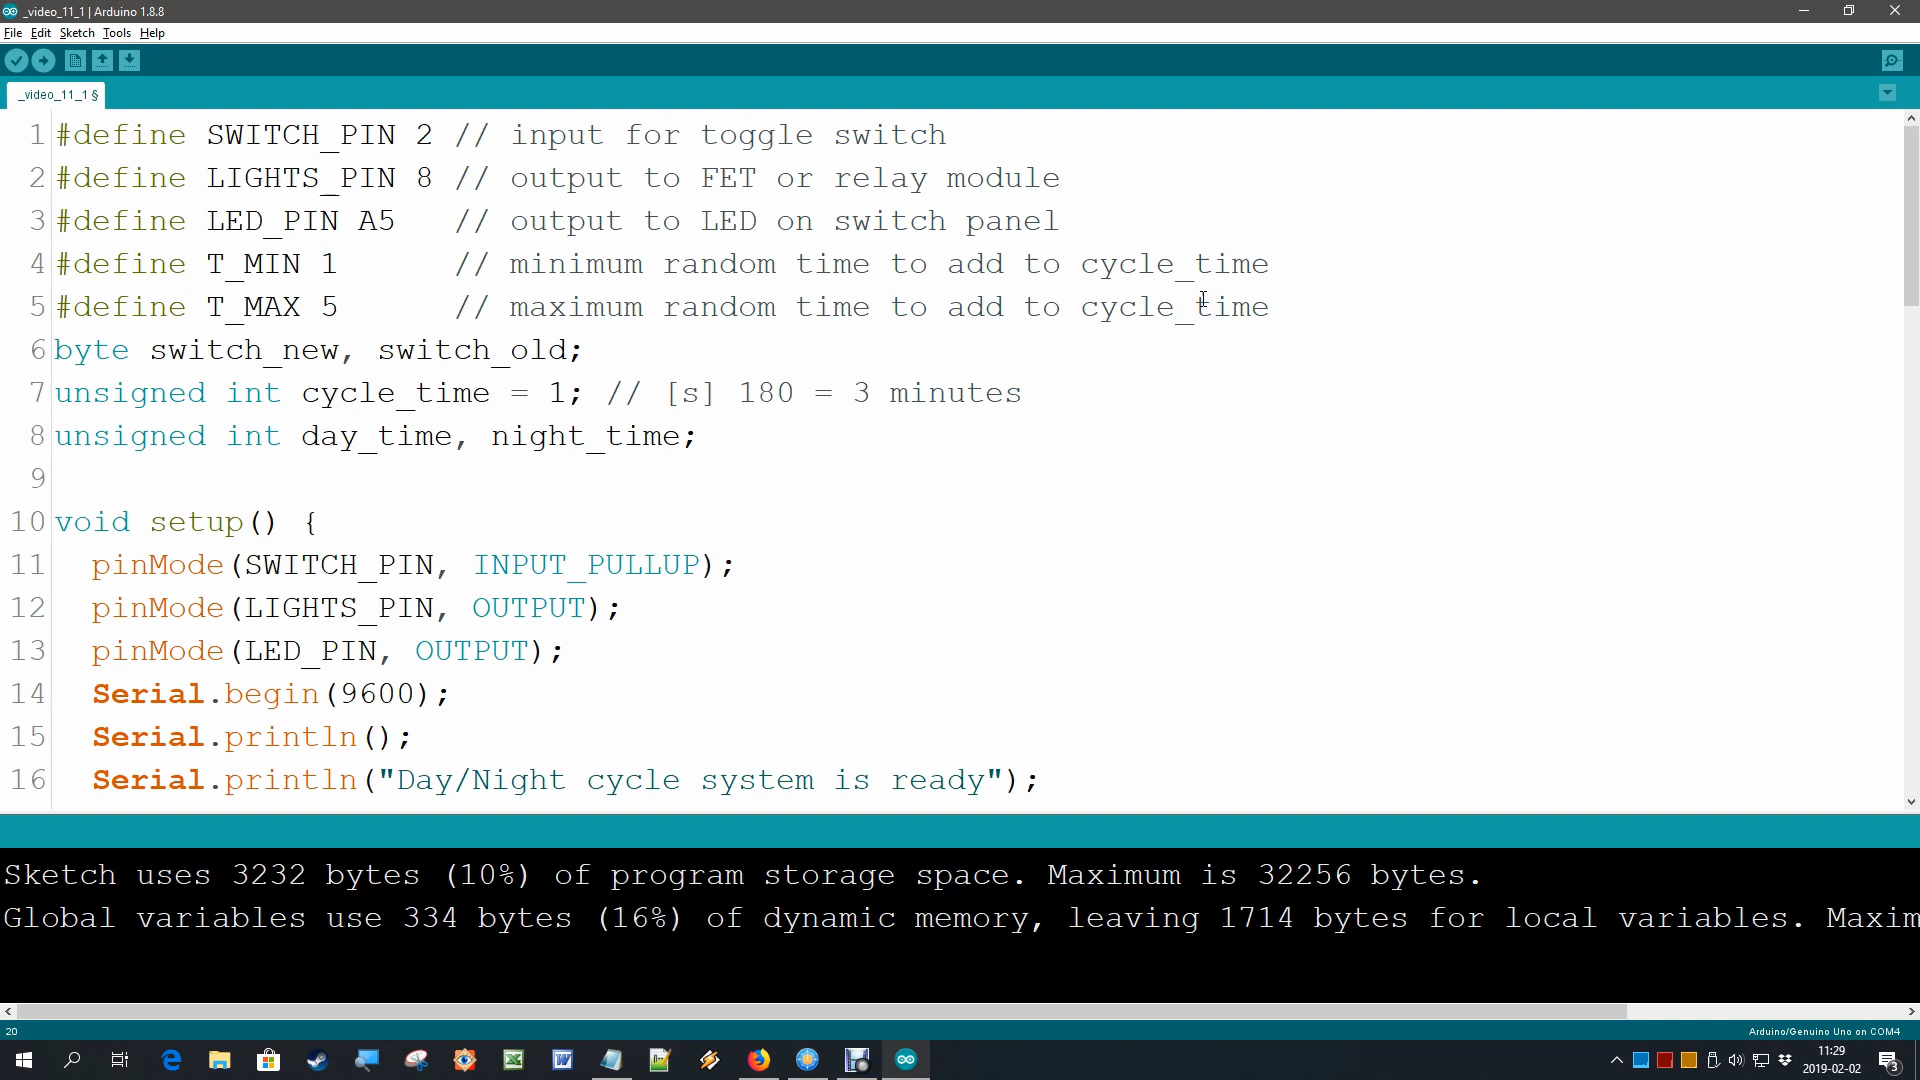 _video_11_1 | Arduino 1.8.8
File Edit Sketch Tools Help
_video_11_1 §
1 #define SWITCH_PIN 2 // input for toggle switch
2 #define LIGHTS_PIN 8 // output to FET or relay module
3 #define LED_PIN A5 // output to LED on switch panel
4 #define T_MIN 1 // minimum random time to add to cycle_time
5 #define T_MAX 5 // maximum random time to add to cycle_time
6 byte switch_new, switch_old;
7 unsigned int cycle_time = 1; // [s] 180 = 3 minutes
8 unsigned int day_time, night_time;
9
10 void setup() {
11 pinMode(SWITCH_PIN, INPUT_PULLUP);
12 pinMode(LIGHTS_PIN, OUTPUT);
13 pinMode(LED_PIN, OUTPUT);
14 Serial.begin(9600);
15 Serial.println();
16 Serial.println("Day/Night cycle system is ready");
Sketch uses 3232 bytes (10%) of program storage space. Maximum is 32256 bytes.
Global variables use 334 bytes (16%) of dynamic memory, leaving 1714 bytes for local variables. Maxim
20
Arduino/Genuino Uno on COM4
11:29
2019-02-02
3